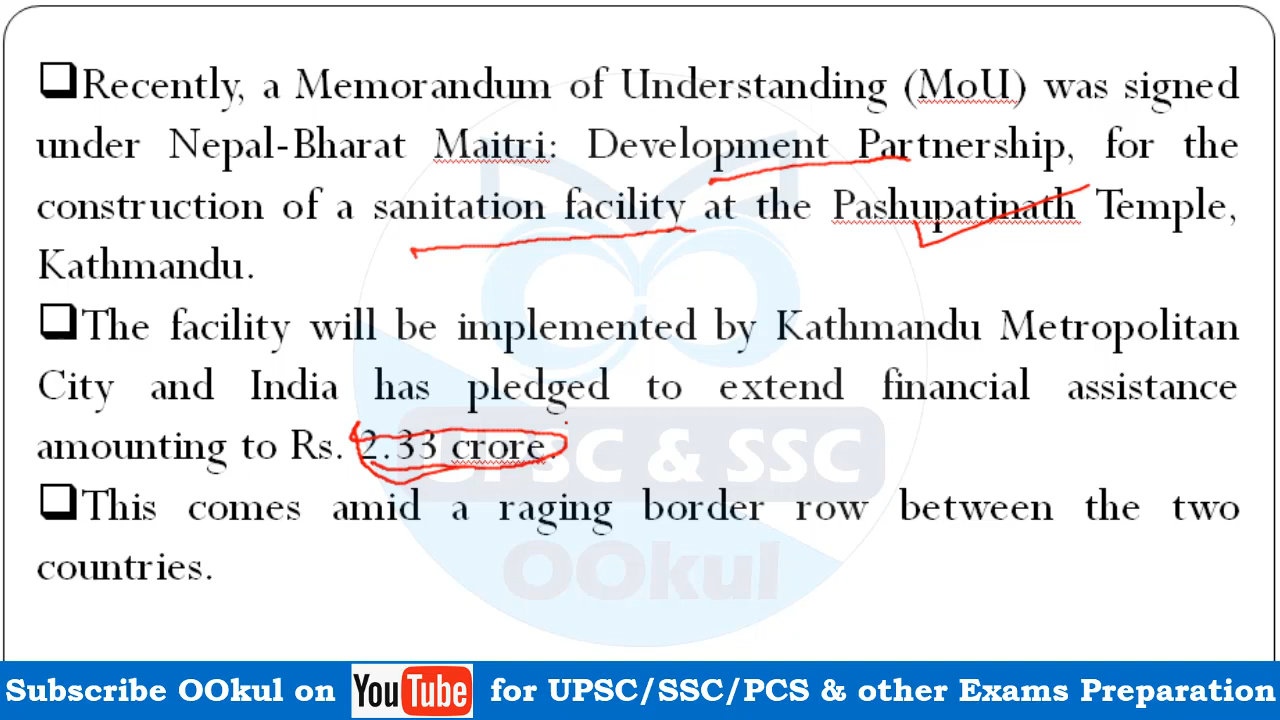 ❑Recently, a Memorandum of Understanding (MoU) was signed
under Nepal-Bharat Maitri: Development Partnership, for the
construction of a sanitation facility at the Pashupatinath Temple,
Kathmandu.
❑The facility will be implemented by Kathmandu Metropolitan
City and India has pledged to extend financial assistance
amounting to Rs. 2.33 crore.
UPSC & SSC
❑This comes amid a raging border row between the two
countries.
OOkul
Subscribe OOkul on YouTube for UPSC/SSC/PCS & other Exams Preparation